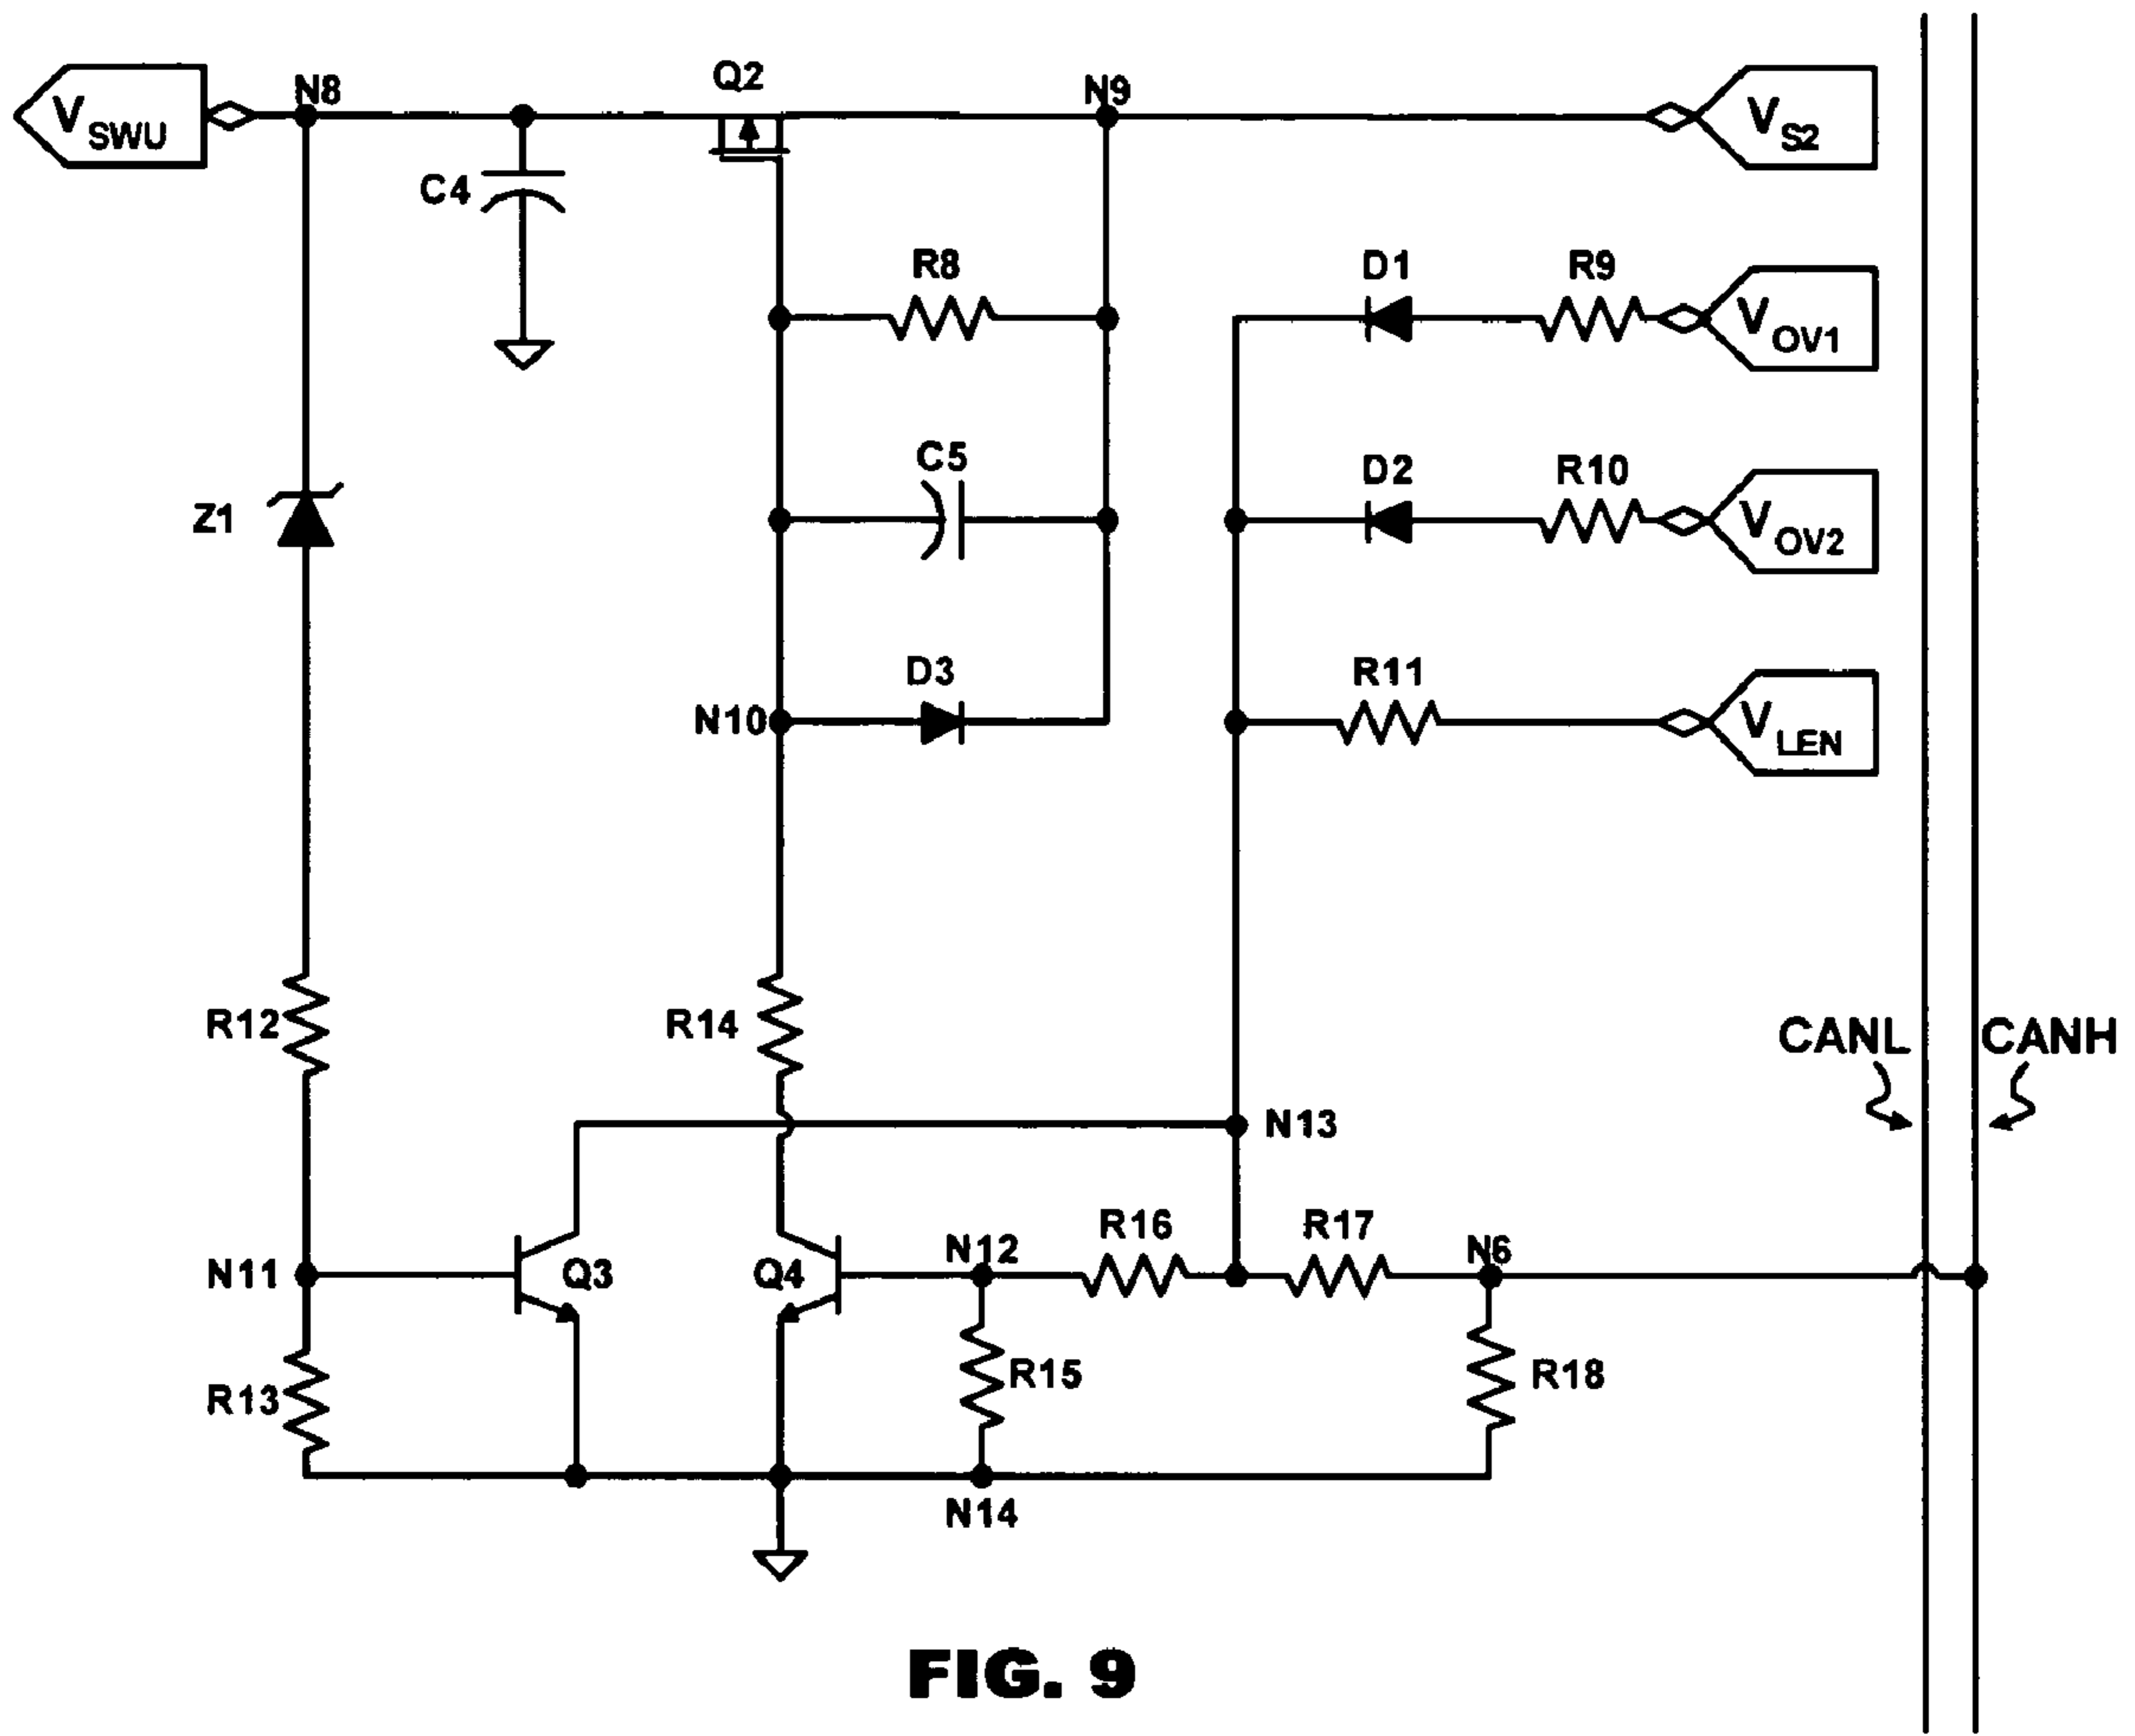 Q2
N8
N9
VSWU
VS2
C4
R8
D1
R9
VOV1
C5
D2
R10
Z1
VOV2
D3
R11
N10
VLEN
R12
R14
CANL
CANH
N13
R16
R17
N11
Q3
Q4
N12
N6
R13
R15
R18
N14
FIG. 9